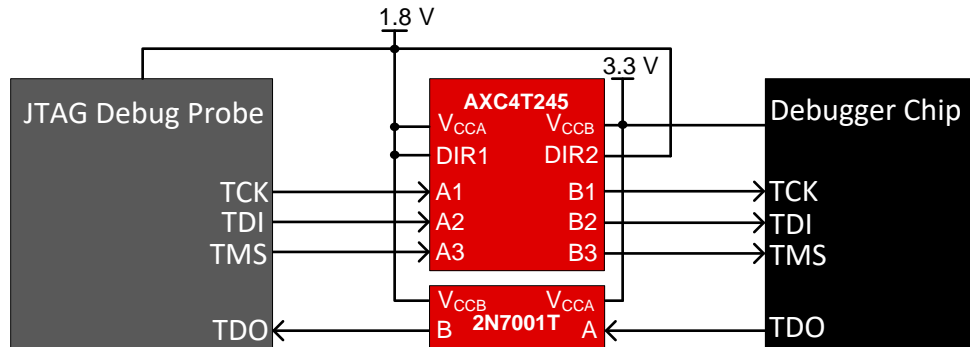 1.8 V
3.3 V
JTAG Debug Probe
AXC4T245
Debugger Chip
VCCA
VCCB
DIR1
DIR2
TCK
A1
B1
TCK
TDI
A2
B2
TDI
TMS
A3
B3
TMS
VCCB
VCCA
2N7001T
TDO
B
A
TDO